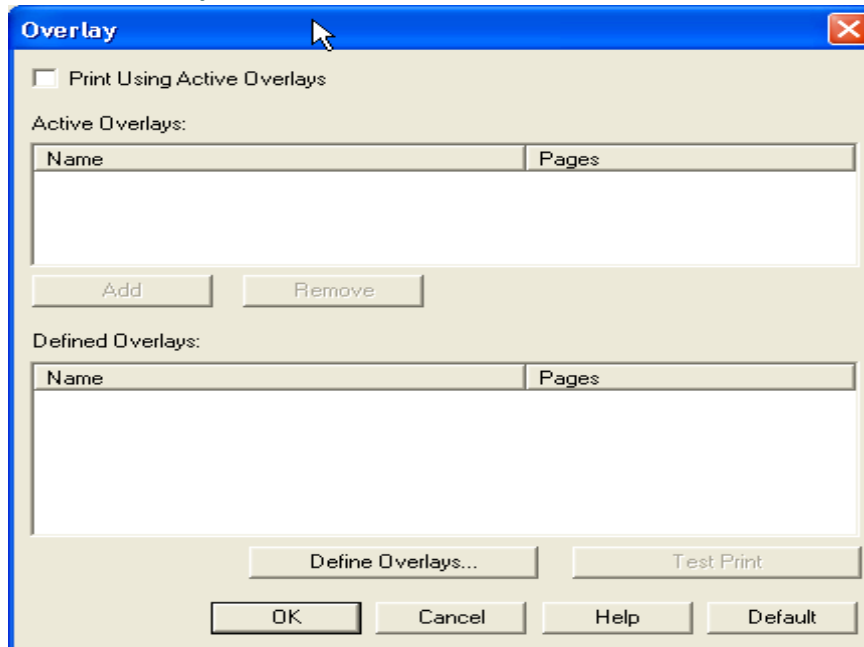 Overlay
Print Using Active Overlays
Active Overlays:
Name Pages
Add Remove
Defined Overlays:
Name Pages
Define Overlays... Test Print
OK Cancel Help Default